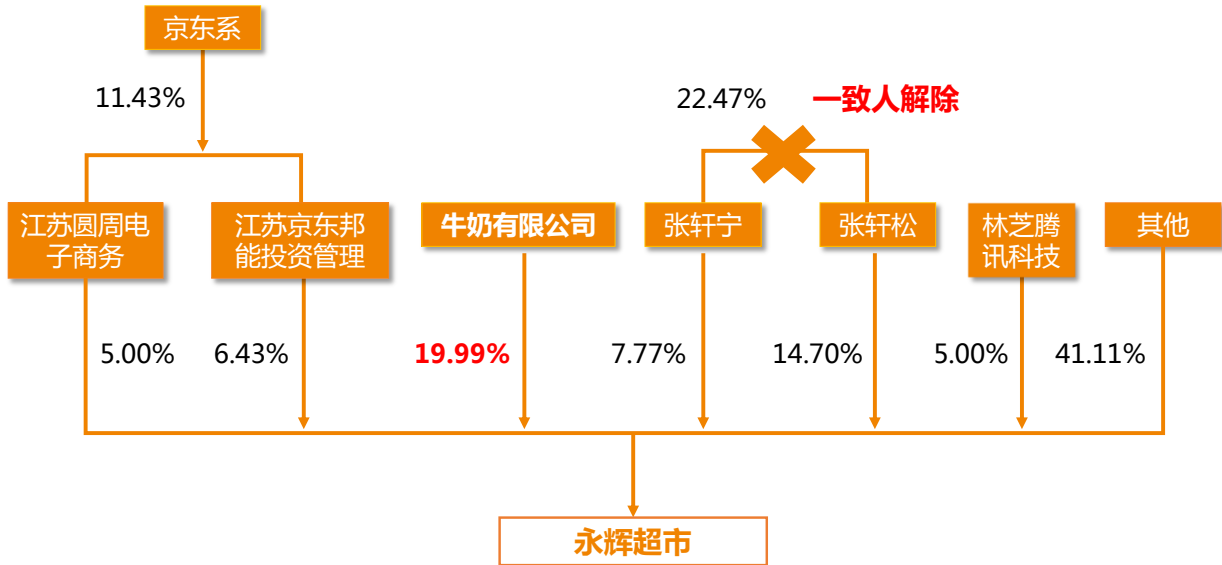 京东系
11.43%
22.47%
一致人解除
江苏圆周电
子商务
江苏京东邦
能投资管理
牛奶有限公司
张轩宁
张轩松
林芝腾
讯科技
其他
5.00%
6.43%
19.99%
7.77%
14.70%
5.00%
41.11%
永辉超市